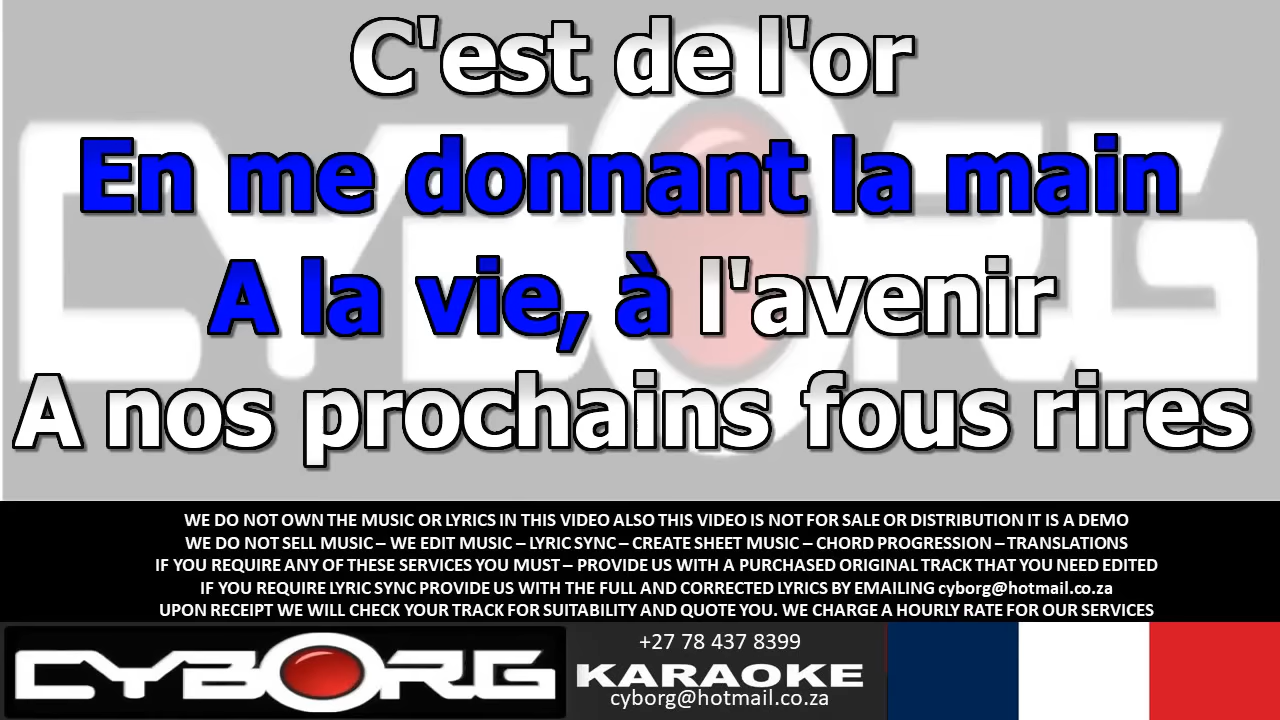 C'est de l'or
En me donnant la main
A la vie, à l'avenir
A nos prochains fous rires
CYBORG
WE DO NOT OWN THE MUSIC OR LYRICS IN THIS VIDEO ALSO THIS VIDEO IS NOT FOR SALE OR DISTRIBUTION IT IS A DEMO
WE DO NOT SELL MUSIC – WE EDIT MUSIC – LYRIC SYNC – CREATE SHEET MUSIC – CHORD PROGRESSION – TRANSLATIONS
IF YOU REQUIRE ANY OF THESE SERVICES YOU MUST – PROVIDE US WITH A PURCHASED ORIGINAL TRACK THAT YOU NEED EDITED
IF YOU REQUIRE LYRIC SYNC PROVIDE US WITH THE FULL AND CORRECTED LYRICS BY EMAILING cyborg@hotmail.co.za
UPON RECEIPT WE WILL CHECK YOUR TRACK FOR SUITABILITY AND QUOTE YOU. WE CHARGE A HOURLY RATE FOR OUR SERVICES
CYBORG
+27 78 437 8399
KARAOKE
cyborg@hotmail.co.za